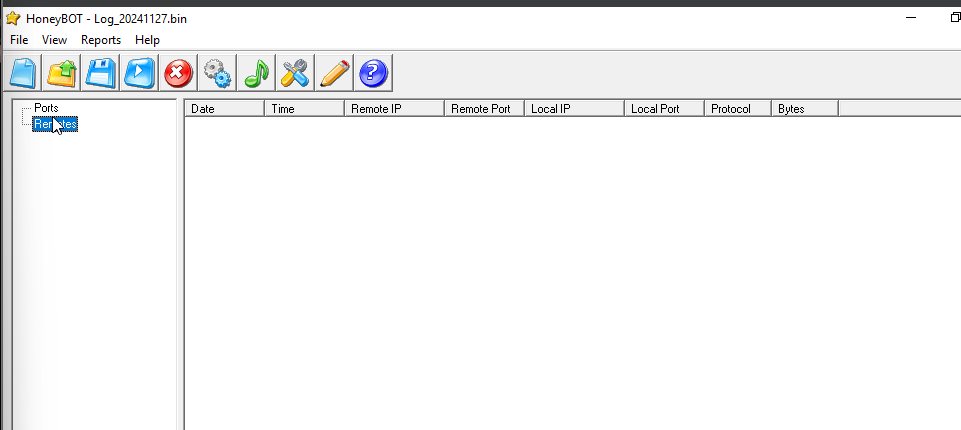 HoneyBOT - Log_20241127.bin
File View Reports Help
Ports
Remotes
Date Time Remote IP Remote Port Local IP Local Port Protocol Bytes